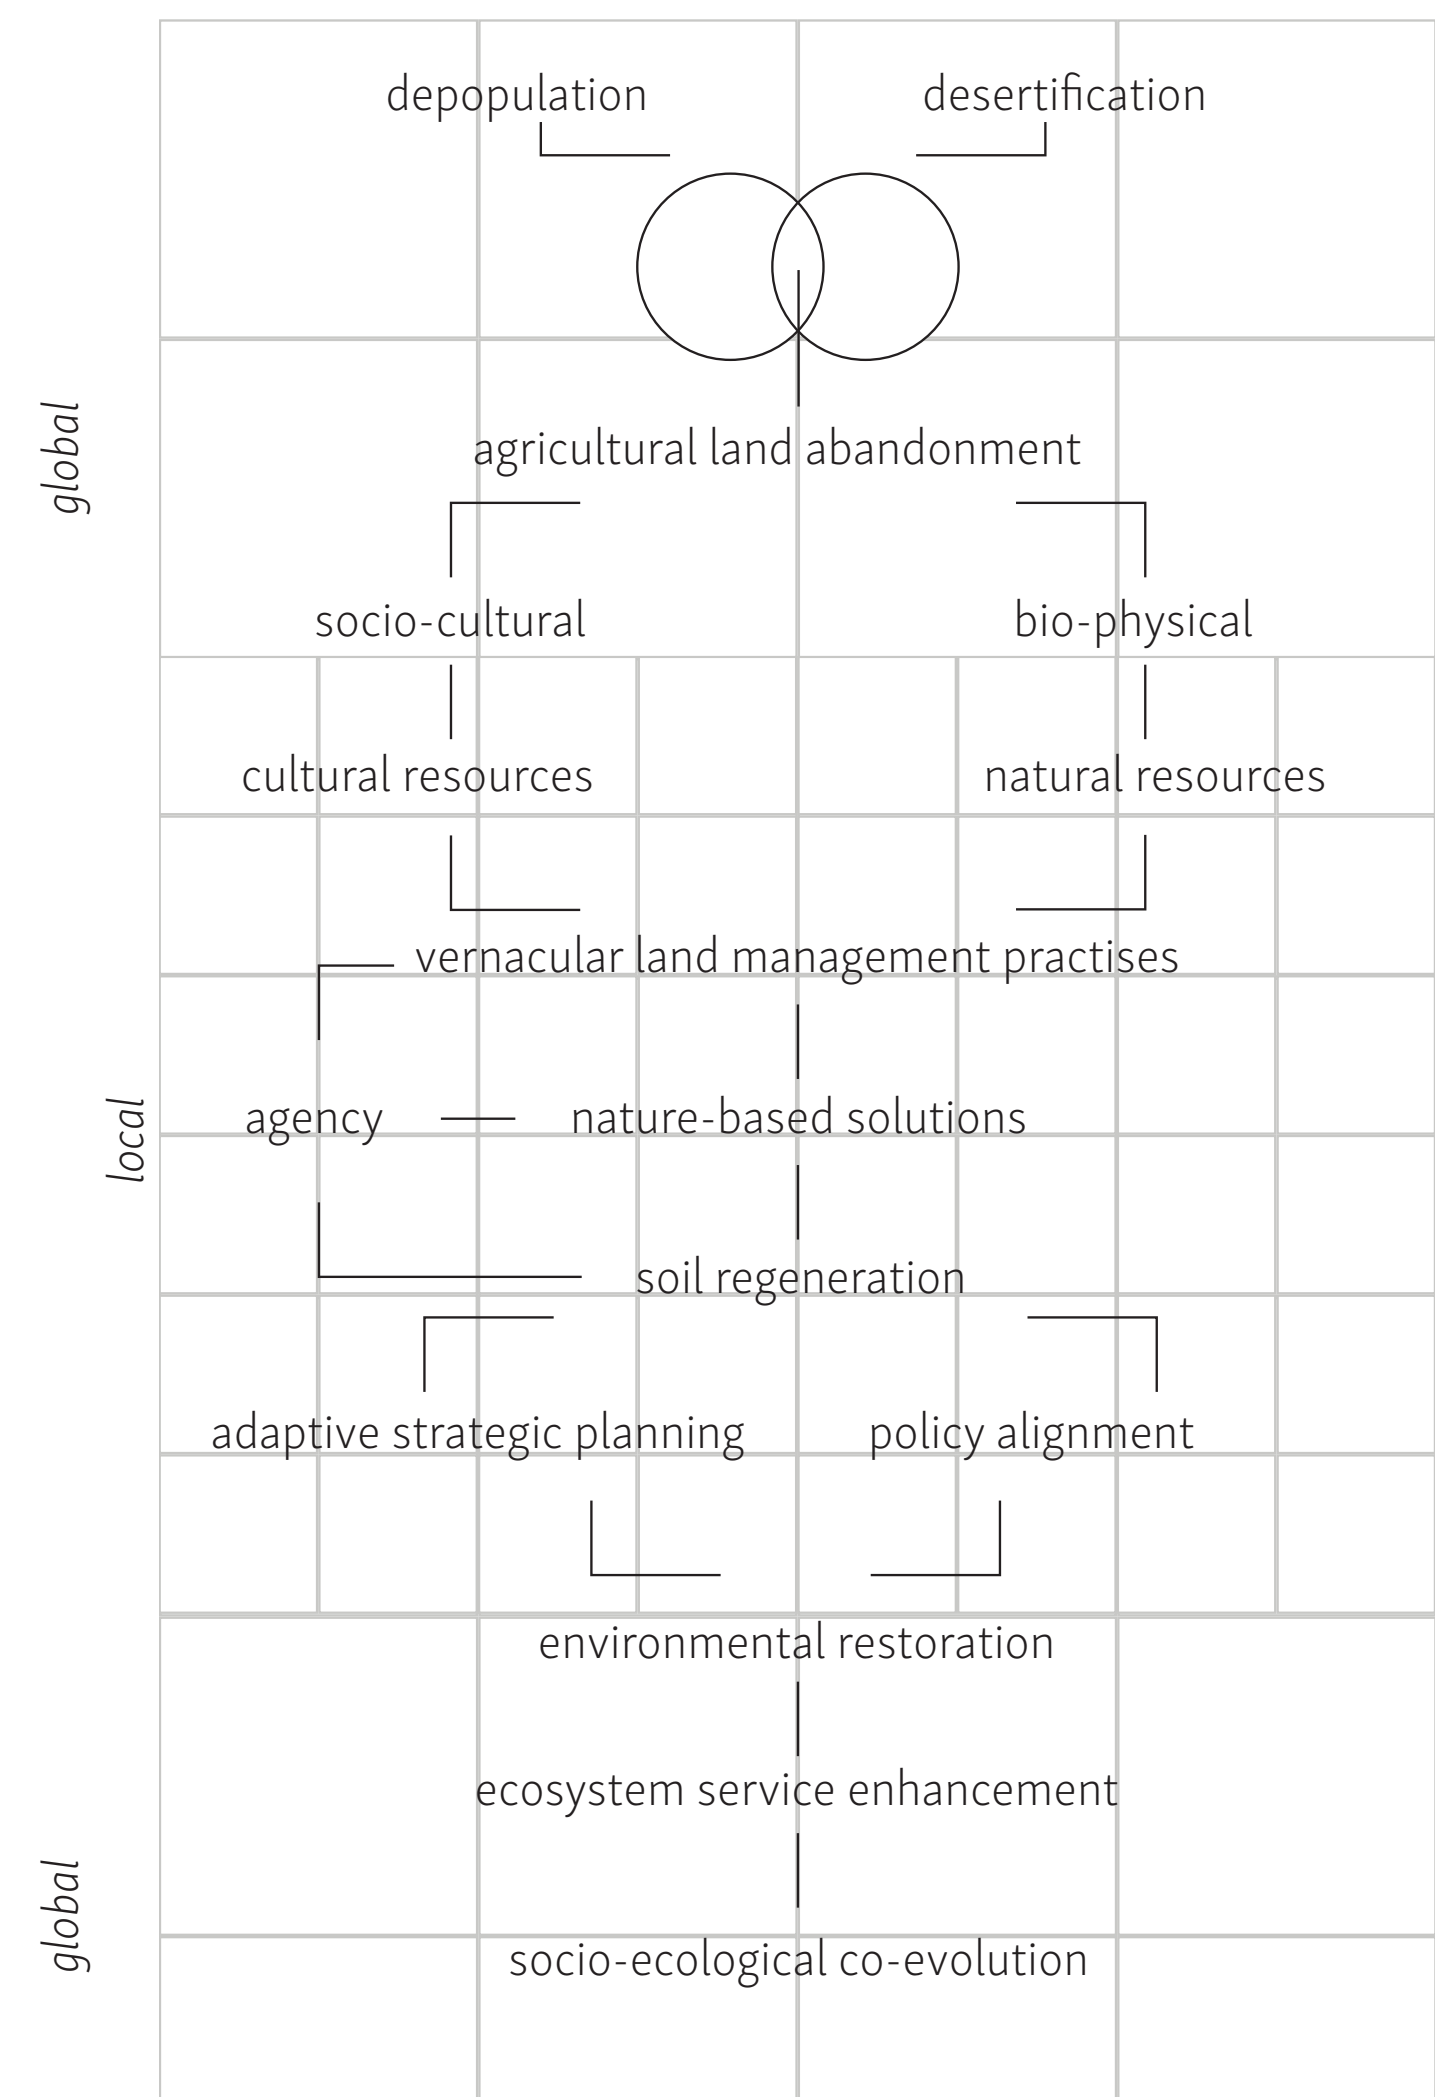 depopulation
desertification
global
agricultural land abandonment
socio-cultural
bio-physical
cultural resources
natural resources
vernacular land management practises
local
agency
nature-based solutions
soil regeneration
adaptive strategic planning
policy alignment
environmental restoration
ecosystem service enhancement
global
socio-ecological co-evolution